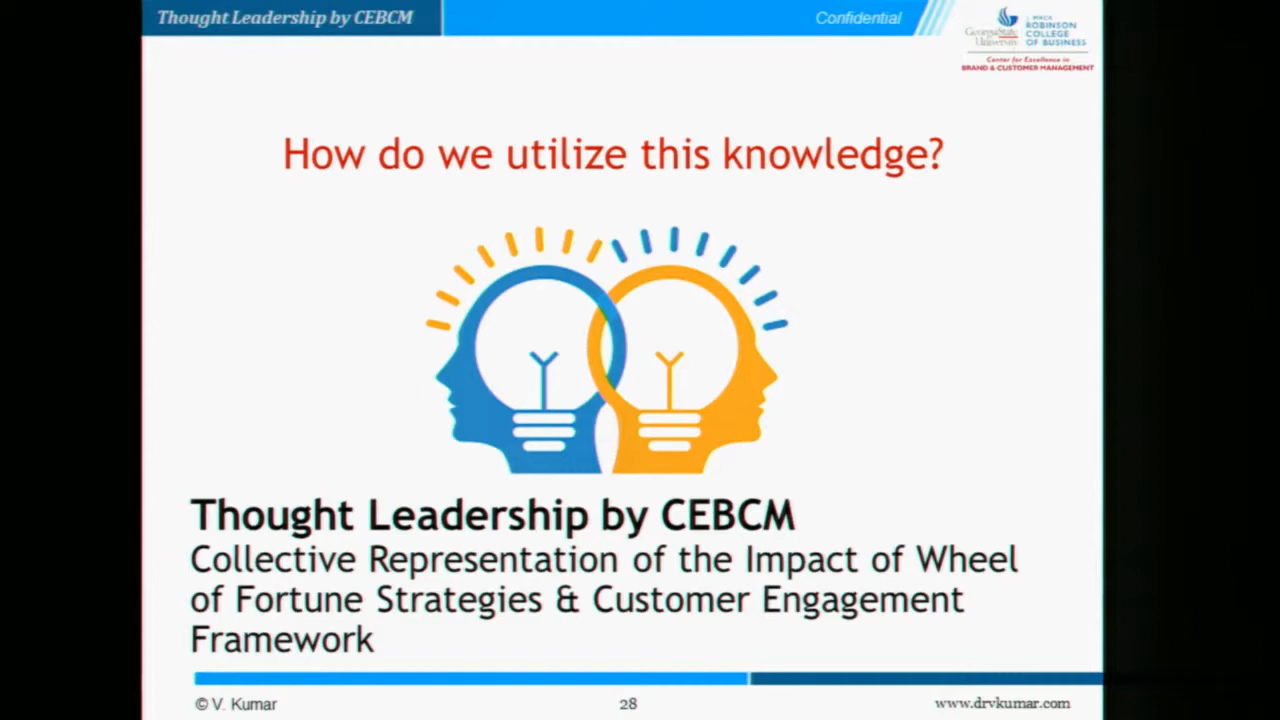 Thought Leadership by CEBCM
Confidential
Georgia State
University
J. MACK
ROBINSON
COLLEGE
OF BUSINESS
Center for Excellence in
BRAND & CUSTOMER MANAGEMENT
How do we utilize this knowledge?
Thought Leadership by CEBCM
Collective Representation of the Impact of Wheel
of Fortune Strategies & Customer Engagement
Framework
© V. Kumar
28
www.drvkumar.com